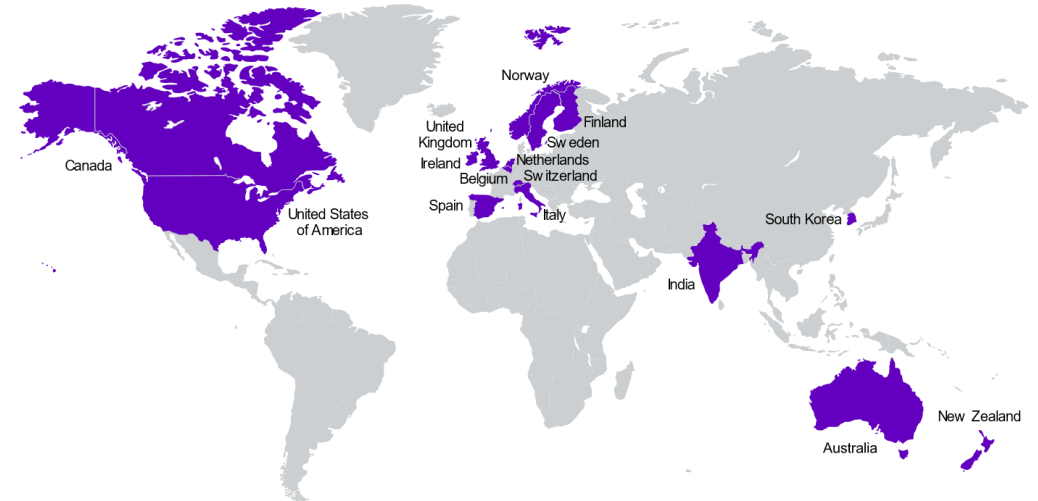 Norway
United
Kingdom
Finland
Sweden
Canada
Ireland
Netherlands
Belgium
Switzerland
Spain
United States
of America
Italy
South Korea
India
New Zealand
Australia